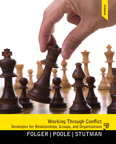 Working Through Conflict
Strategies for Relationships, Groups, and Organizations
FOLGER | POOLE | STUTMAN